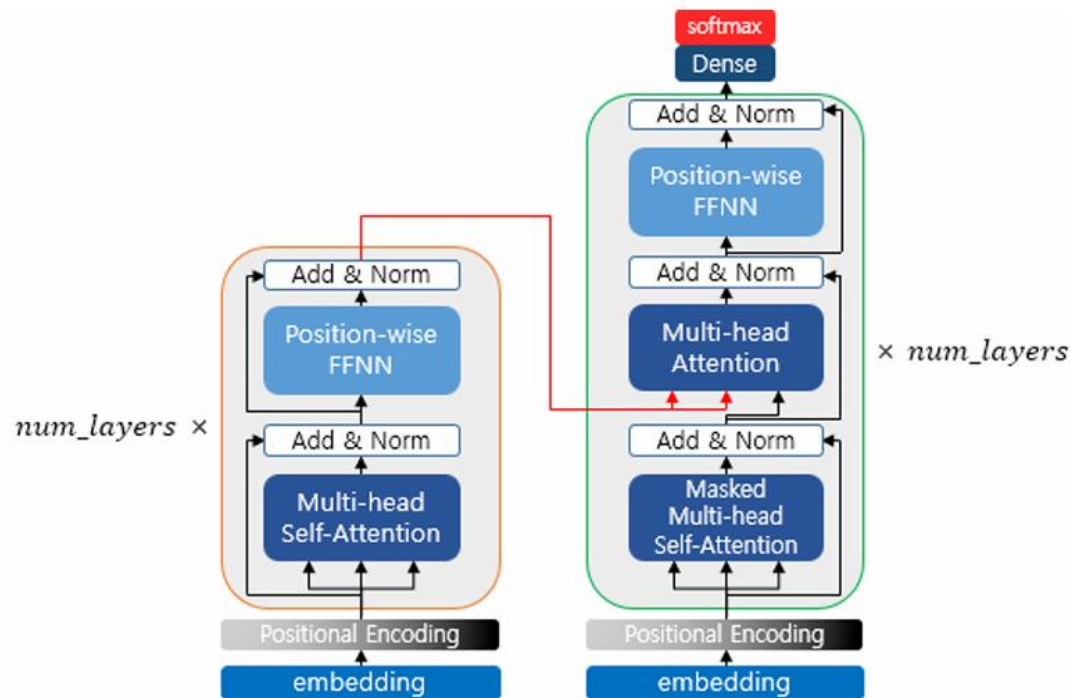 num_layers ×
Add & Norm
Position-wise
FFNN
Add & Norm
Multi-head
Self-Attention
Positional Encoding
embedding
softmax
Dense
Add & Norm
Position-wise
FFNN
Add & Norm
Multi-head
Attention
Add & Norm
Masked
Multi-head
Self-Attention
Positional Encoding
embedding
× num_layers